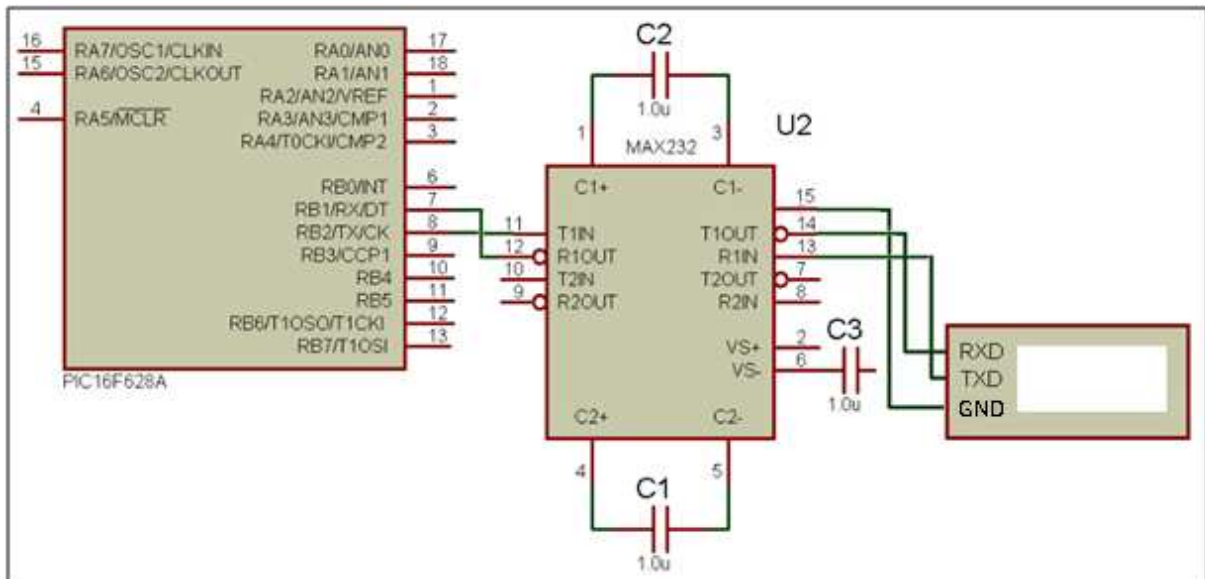 16
RA7/OSC1/CLKIN
15
RA6/OSC2/CLKOUT
4
RA5/MCLR
RA0/AN0
17
RA1/AN1
18
RA2/AN2/VREF
1
RA3/AN3/CMP1
2
RA4/T0CKI/CMP2
3
RB0/INT
6
RB1/RX/DT
7
RB2/TX/CK
8
RB3/CCP1
9
RB4
10
RB5
11
RB6/T1OSO/T1CKI
12
RB7/T1OSI
13
PIC16F628A
C2
1.0u
1
3
U2
MAX232
C1+
C1-
11
T1IN
12
R1OUT
10
T2IN
9
R2OUT
15
T1OUT
14
R1IN
13
T2OUT
7
R2IN
8
VS+
2
VS-
6
C3
1.0u
C2+
C2-
4
5
C1
1.0u
RXD
TXD
GND